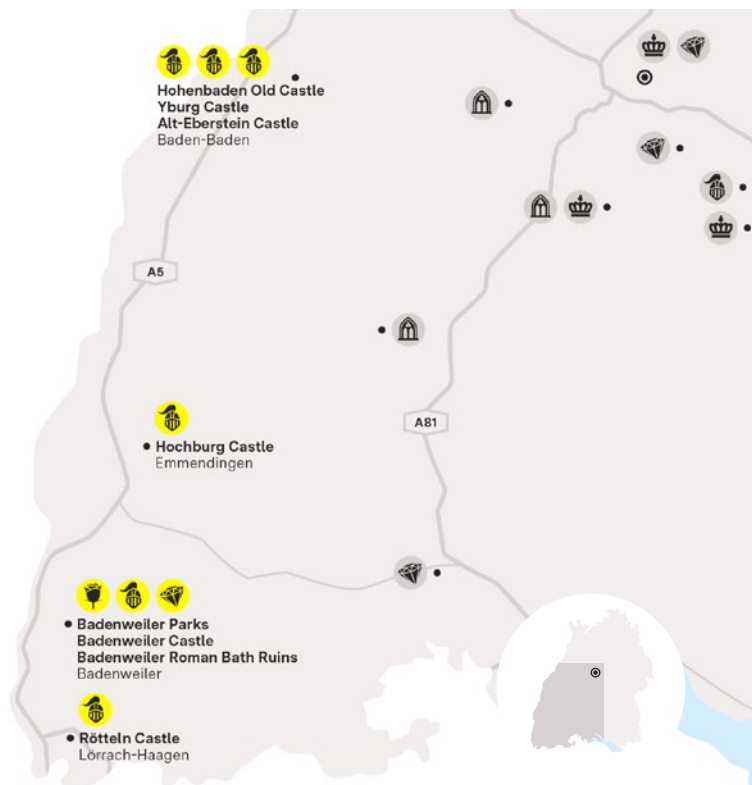 Hohenbaden Old Castle
Yburg Castle
Alt-Eberstein Castle
Baden-Baden
A5
A81
Hochburg Castle
Emmendingen
Badenweiler Parks
Badenweiler Castle
Badenweiler Roman Bath Ruins
Badenweiler
Rötteln Castle
Lörrach-Haagen